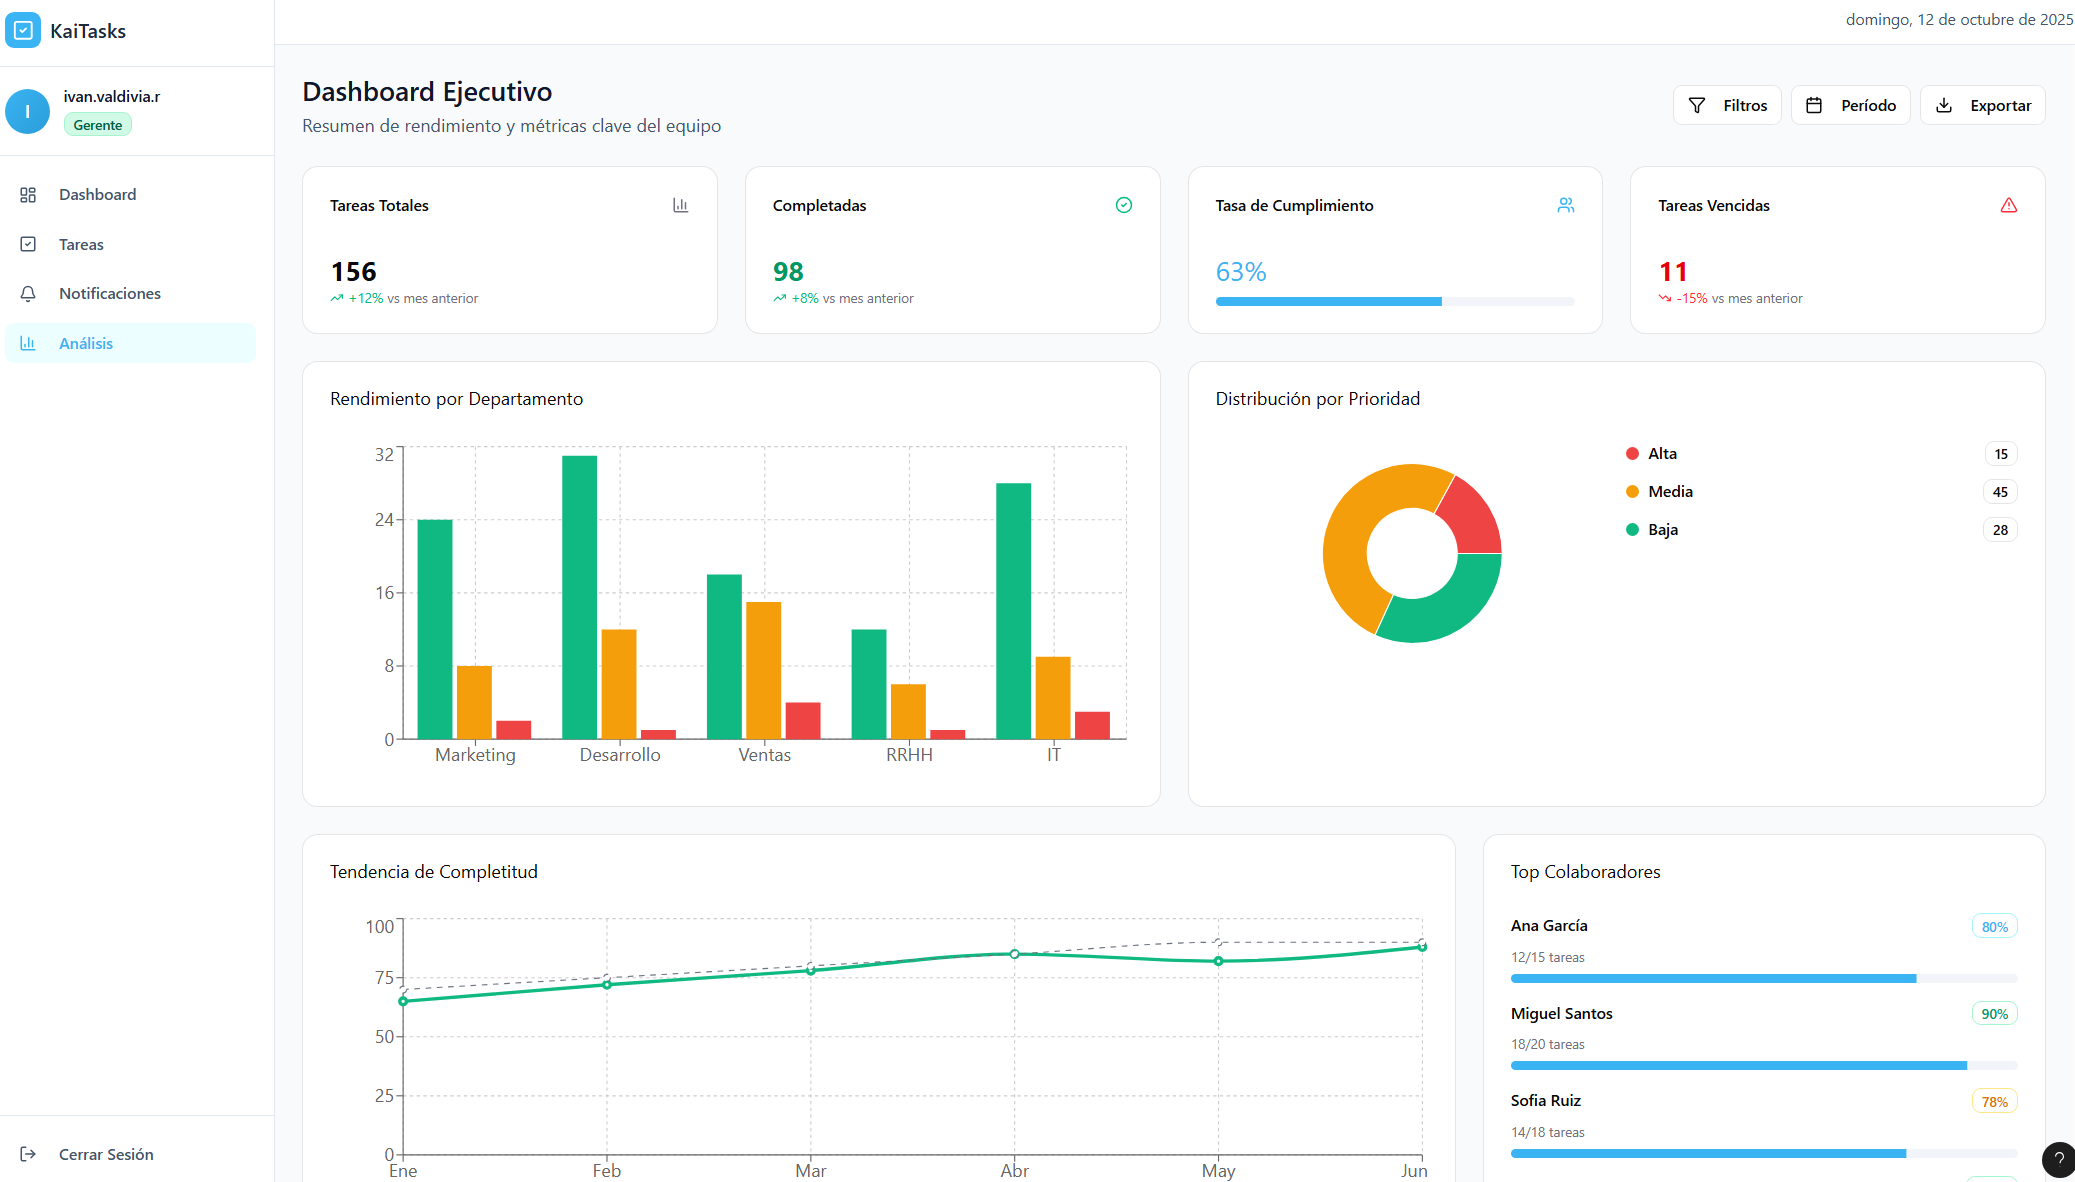 KaiTasks
domingo, 12 de octubre de 2025
I
ivan.valdivia.r
Gerente
Dashboard
Tareas
Notificaciones
Análisis
Cerrar Sesión
Dashboard Ejecutivo
Resumen de rendimiento y métricas clave del equipo
Filtros
Período
Exportar
Tareas Totales
156
+12% vs mes anterior
Completadas
98
+8% vs mes anterior
Tasa de Cumplimiento
63%
Tareas Vencidas
11
-15% vs mes anterior
Rendimiento por Departamento
32
24
16
8
0
Marketing Desarrollo Ventas RRHH IT
Distribución por Prioridad
Alta 15
Media 45
Baja 28
Tendencia de Completitud
100
75
50
25
0
Ene Feb Mar Abr May Jun
Top Colaboradores
Ana García 80%
12/15 tareas
Miguel Santos 90%
18/20 tareas
Sofia Ruiz 78%
14/18 tareas
?